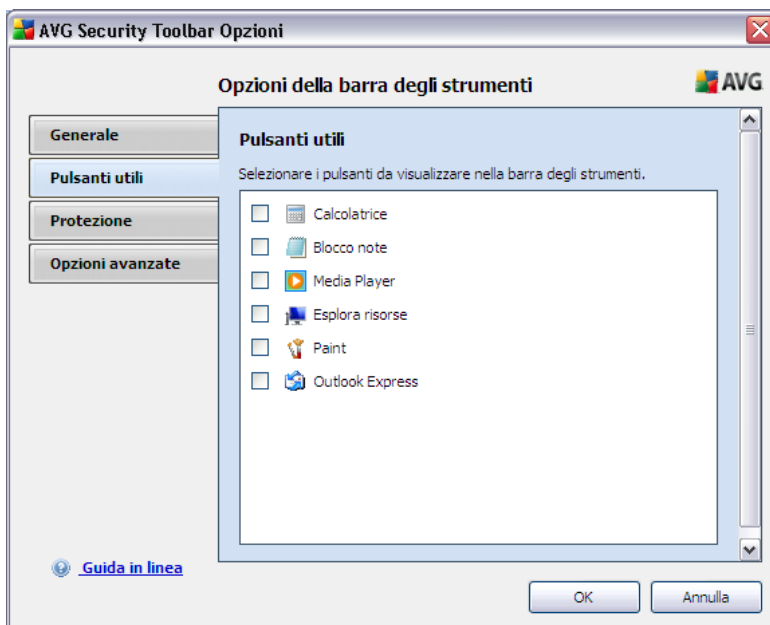 AVG Security Toolbar Opzioni
Opzioni della barra degli strumenti
AVG
Generale
Pulsanti utili
Protezione
Opzioni avanzate
Pulsanti utili
Selezionare i pulsanti da visualizzare nella barra degli strumenti.
Calcolatrice
Blocco note
Media Player
Esplora risorse
Paint
Outlook Express
Guida in linea
OK
Annulla